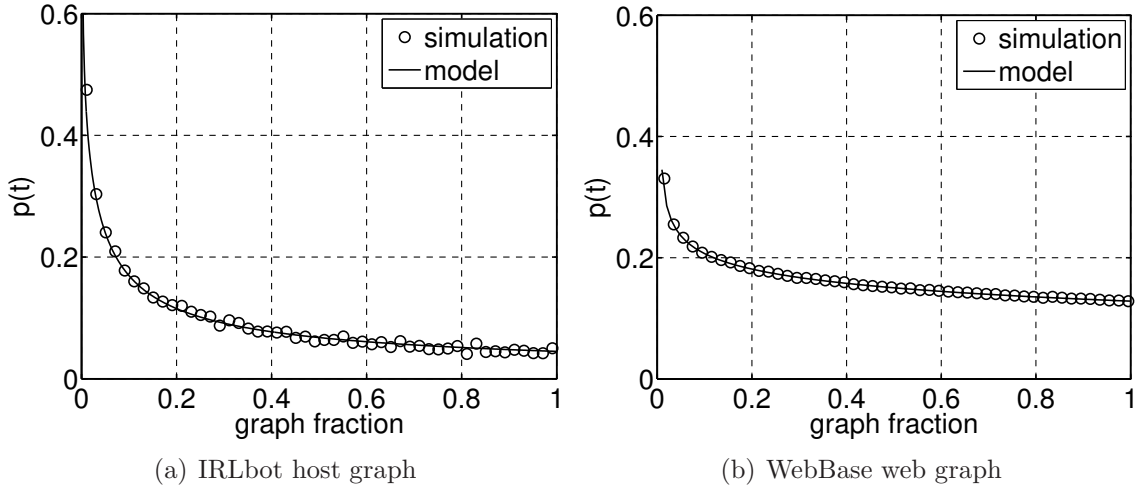 0.6
0.4
0.2
0
p(t)
0 0.2 0.4 0.6 0.8 1
graph fraction
simulation
model
(a) IRLbot host graph
0.6
0.4
0.2
0
p(t)
0 0.2 0.4 0.6 0.8 1
graph fraction
simulation
model
(b) WebBase web graph